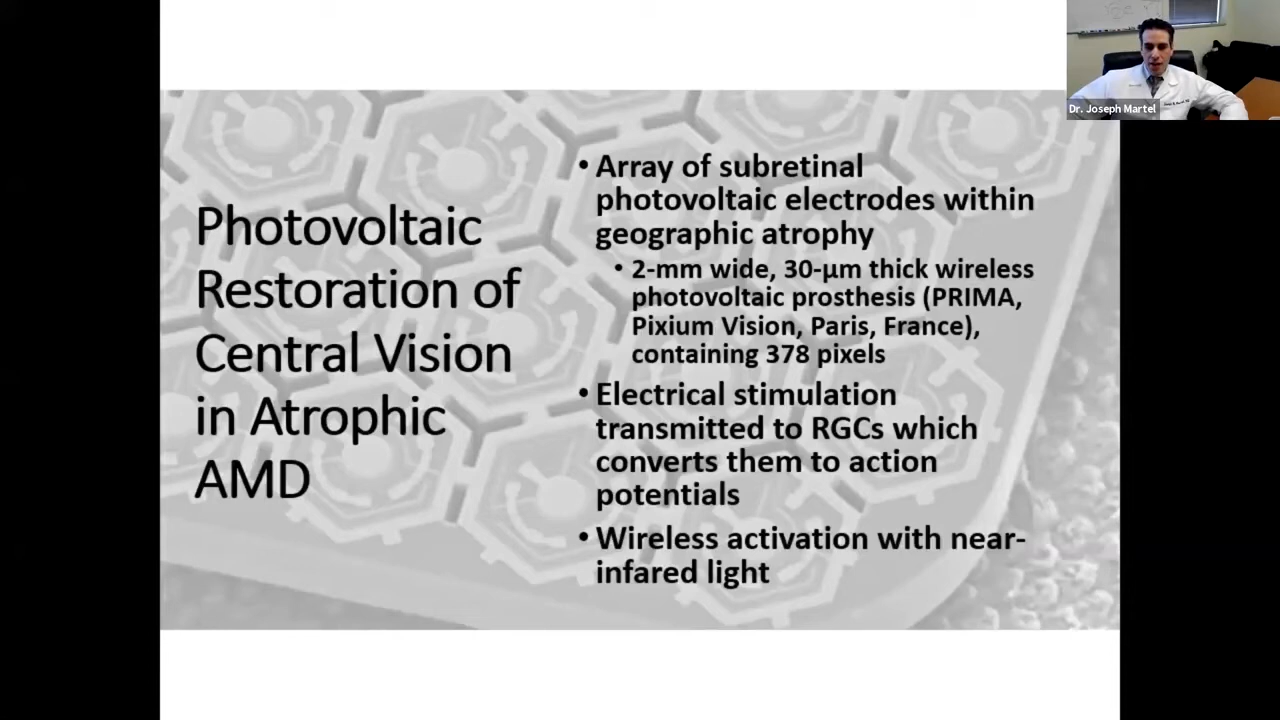 Dr. Joseph Martel
Photovoltaic
Restoration of
Central Vision
in Atrophic
AMD
• Array of subretinal
photovoltaic electrodes within
geographic atrophy
• 2-mm wide, 30-µm thick wireless
photovoltaic prosthesis (PRIMA,
Pixium Vision, Paris, France),
containing 378 pixels
• Electrical stimulation
transmitted to RGCs which
converts them to action
potentials
• Wireless activation with near-
infared light